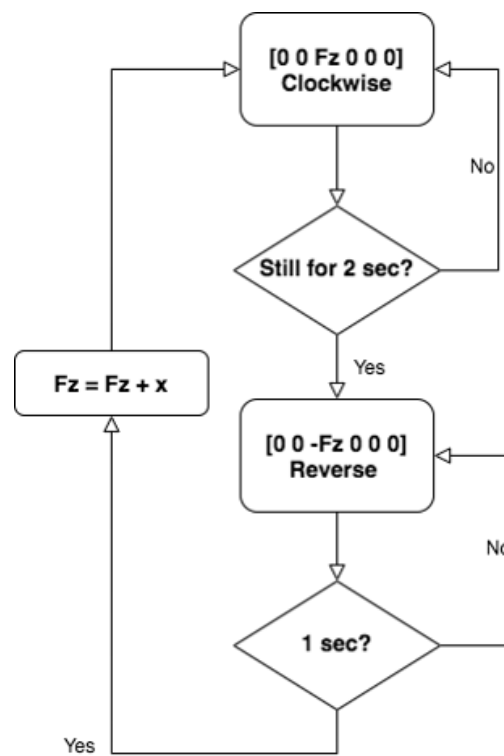 [0 0 Fz 0 0 0]
Clockwise
No
Still for 2 sec?
Yes
Fz = Fz + x
[0 0 -Fz 0 0 0]
Reverse
No
1 sec?
Yes